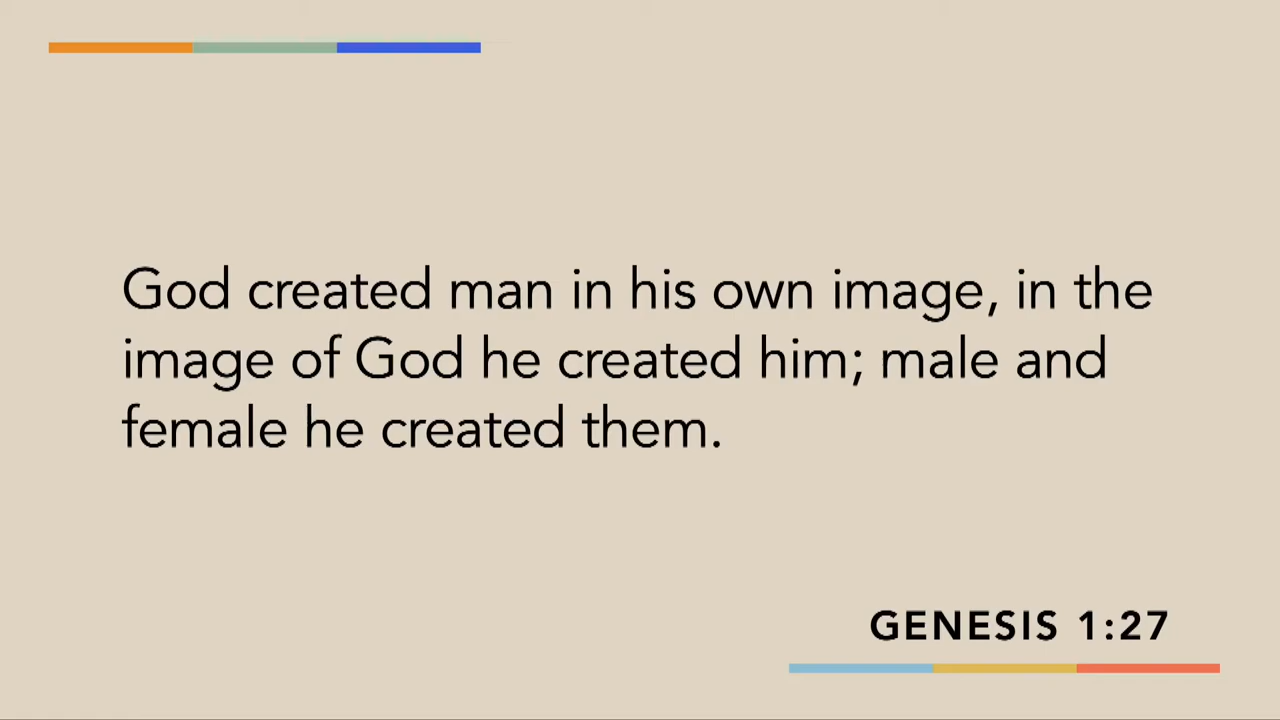 God created man in his own image, in the
image of God he created him; male and
female he created them.
GENESIS 1:27